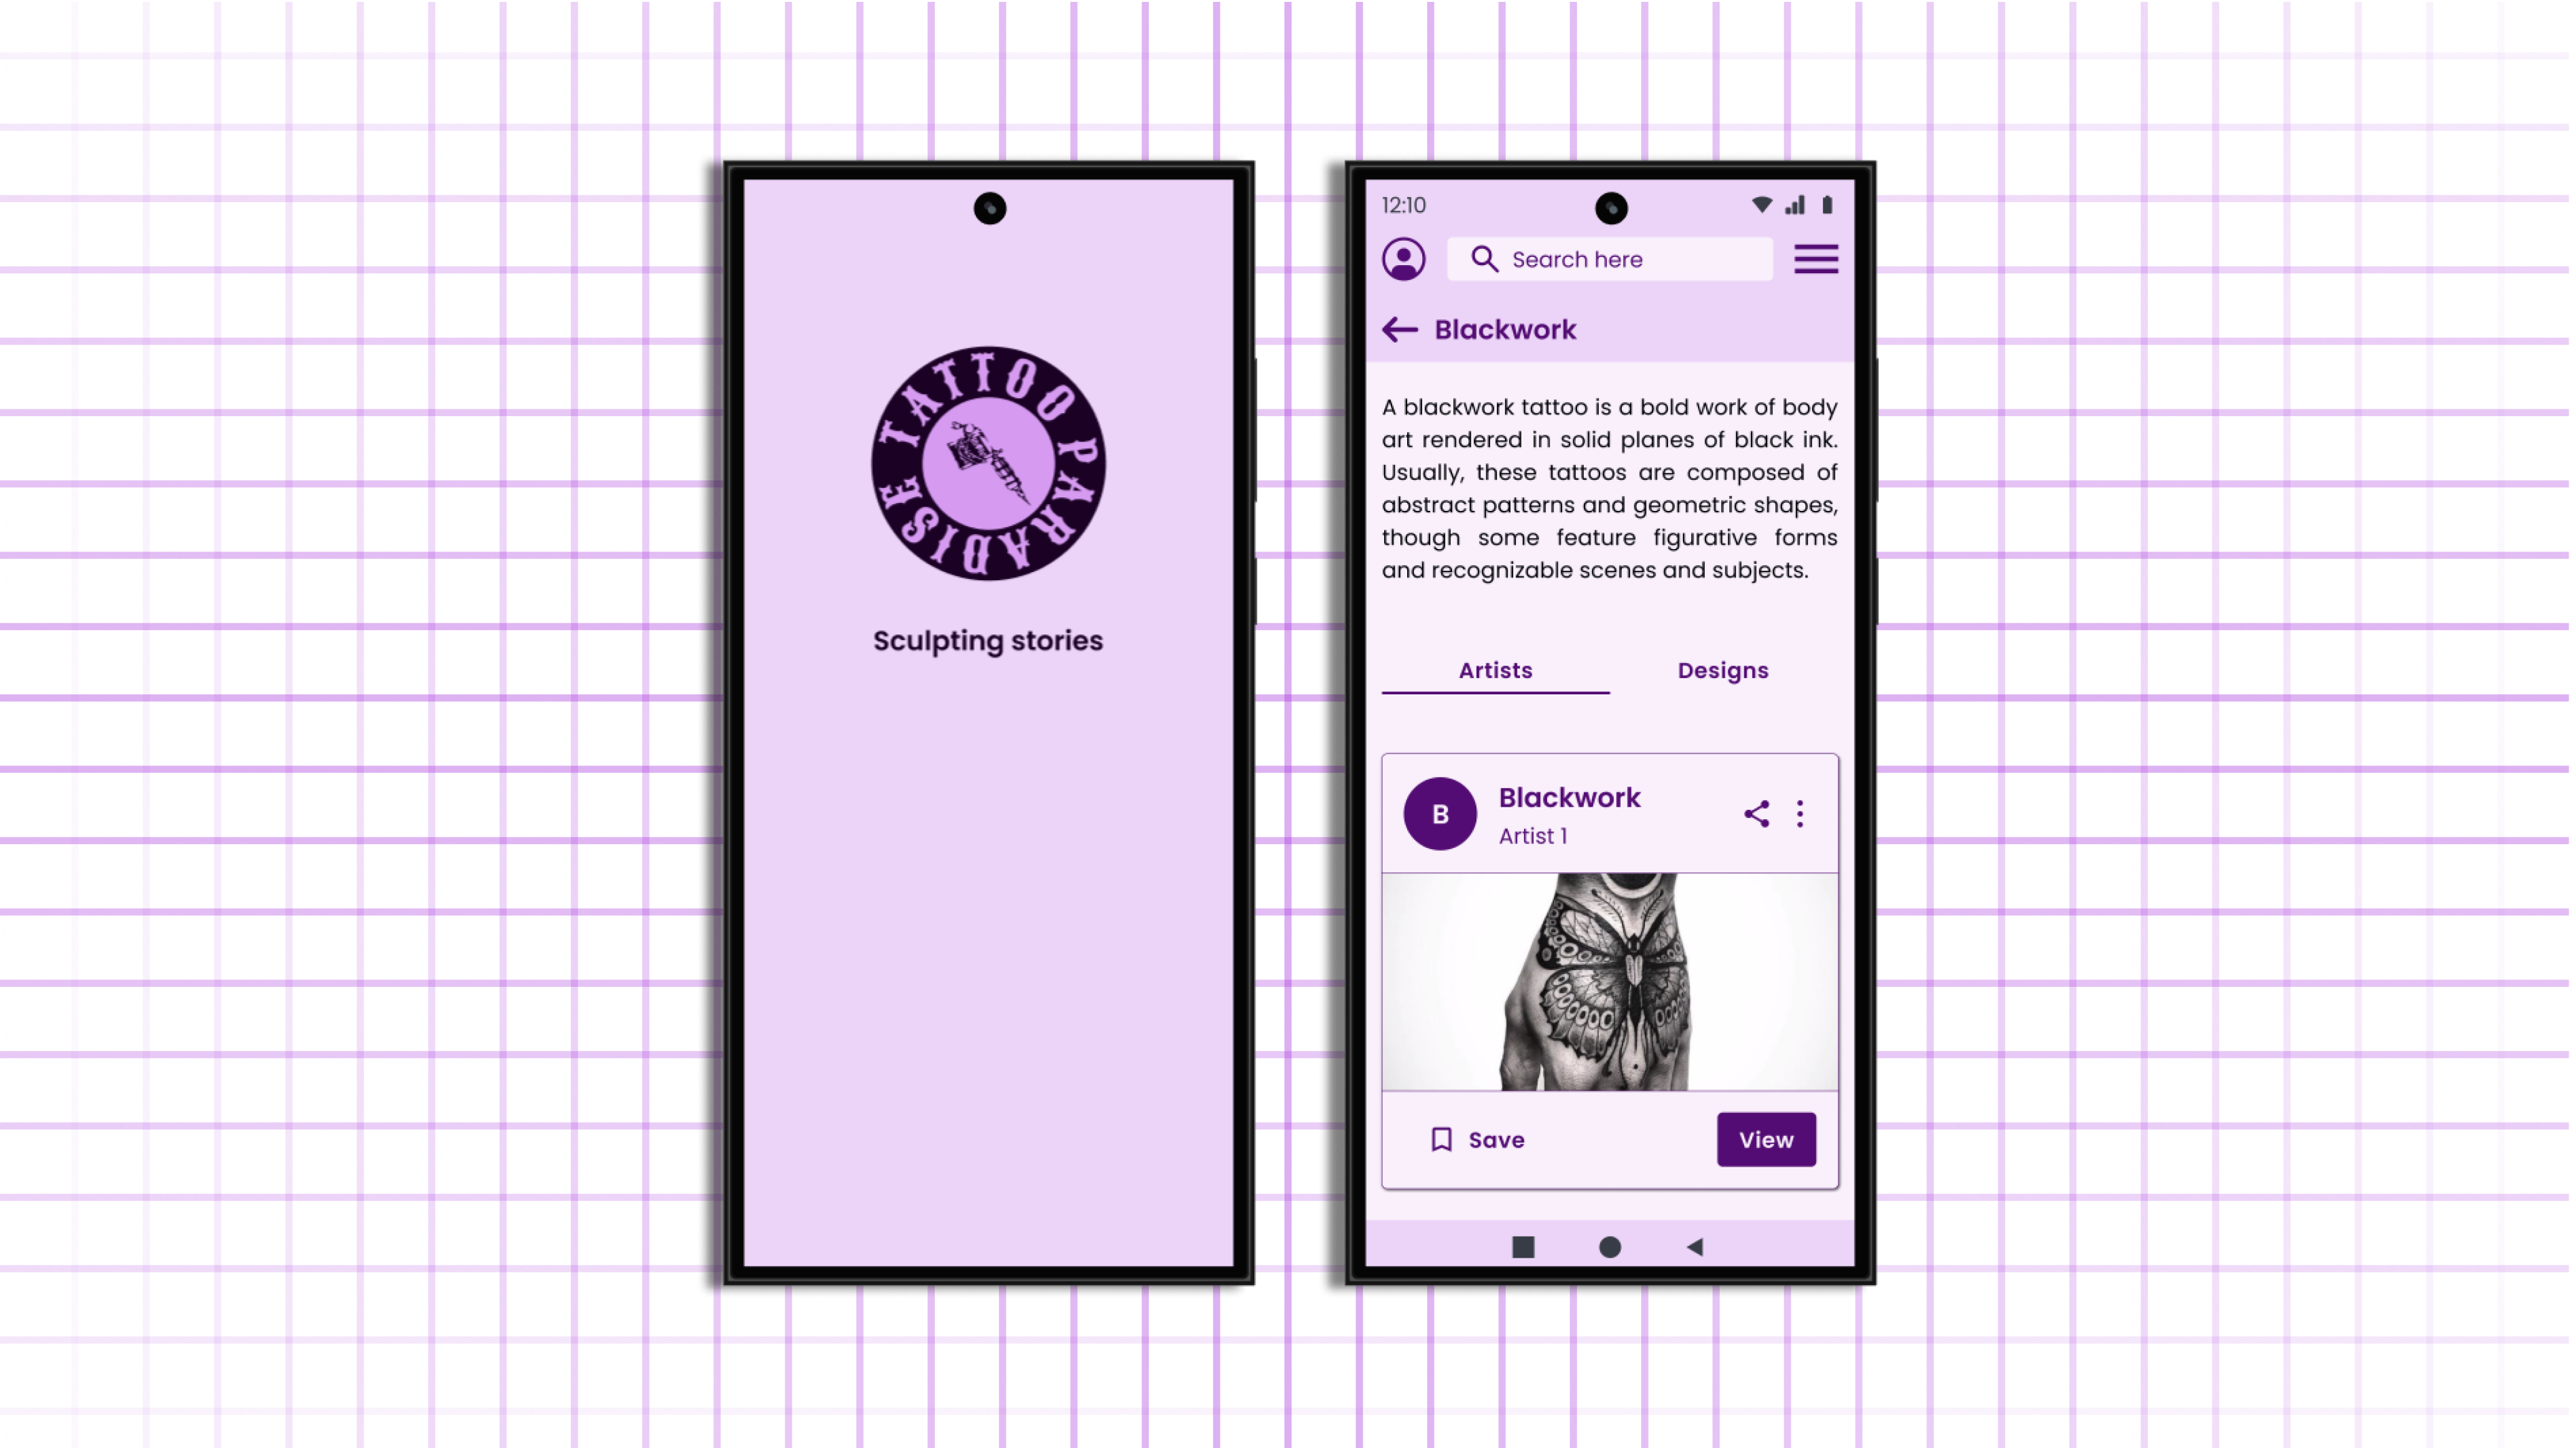 TATTOO PARADISE
Sculpting stories
12:10
Search here
Blackwork
A blackwork tattoo is a bold work of body
art rendered in solid planes of black ink.
Usually, these tattoos are composed of
abstract patterns and geometric shapes,
though some feature figurative forms
and recognizable scenes and subjects.
Artists
Designs
B
Blackwork
Artist 1
Save
View